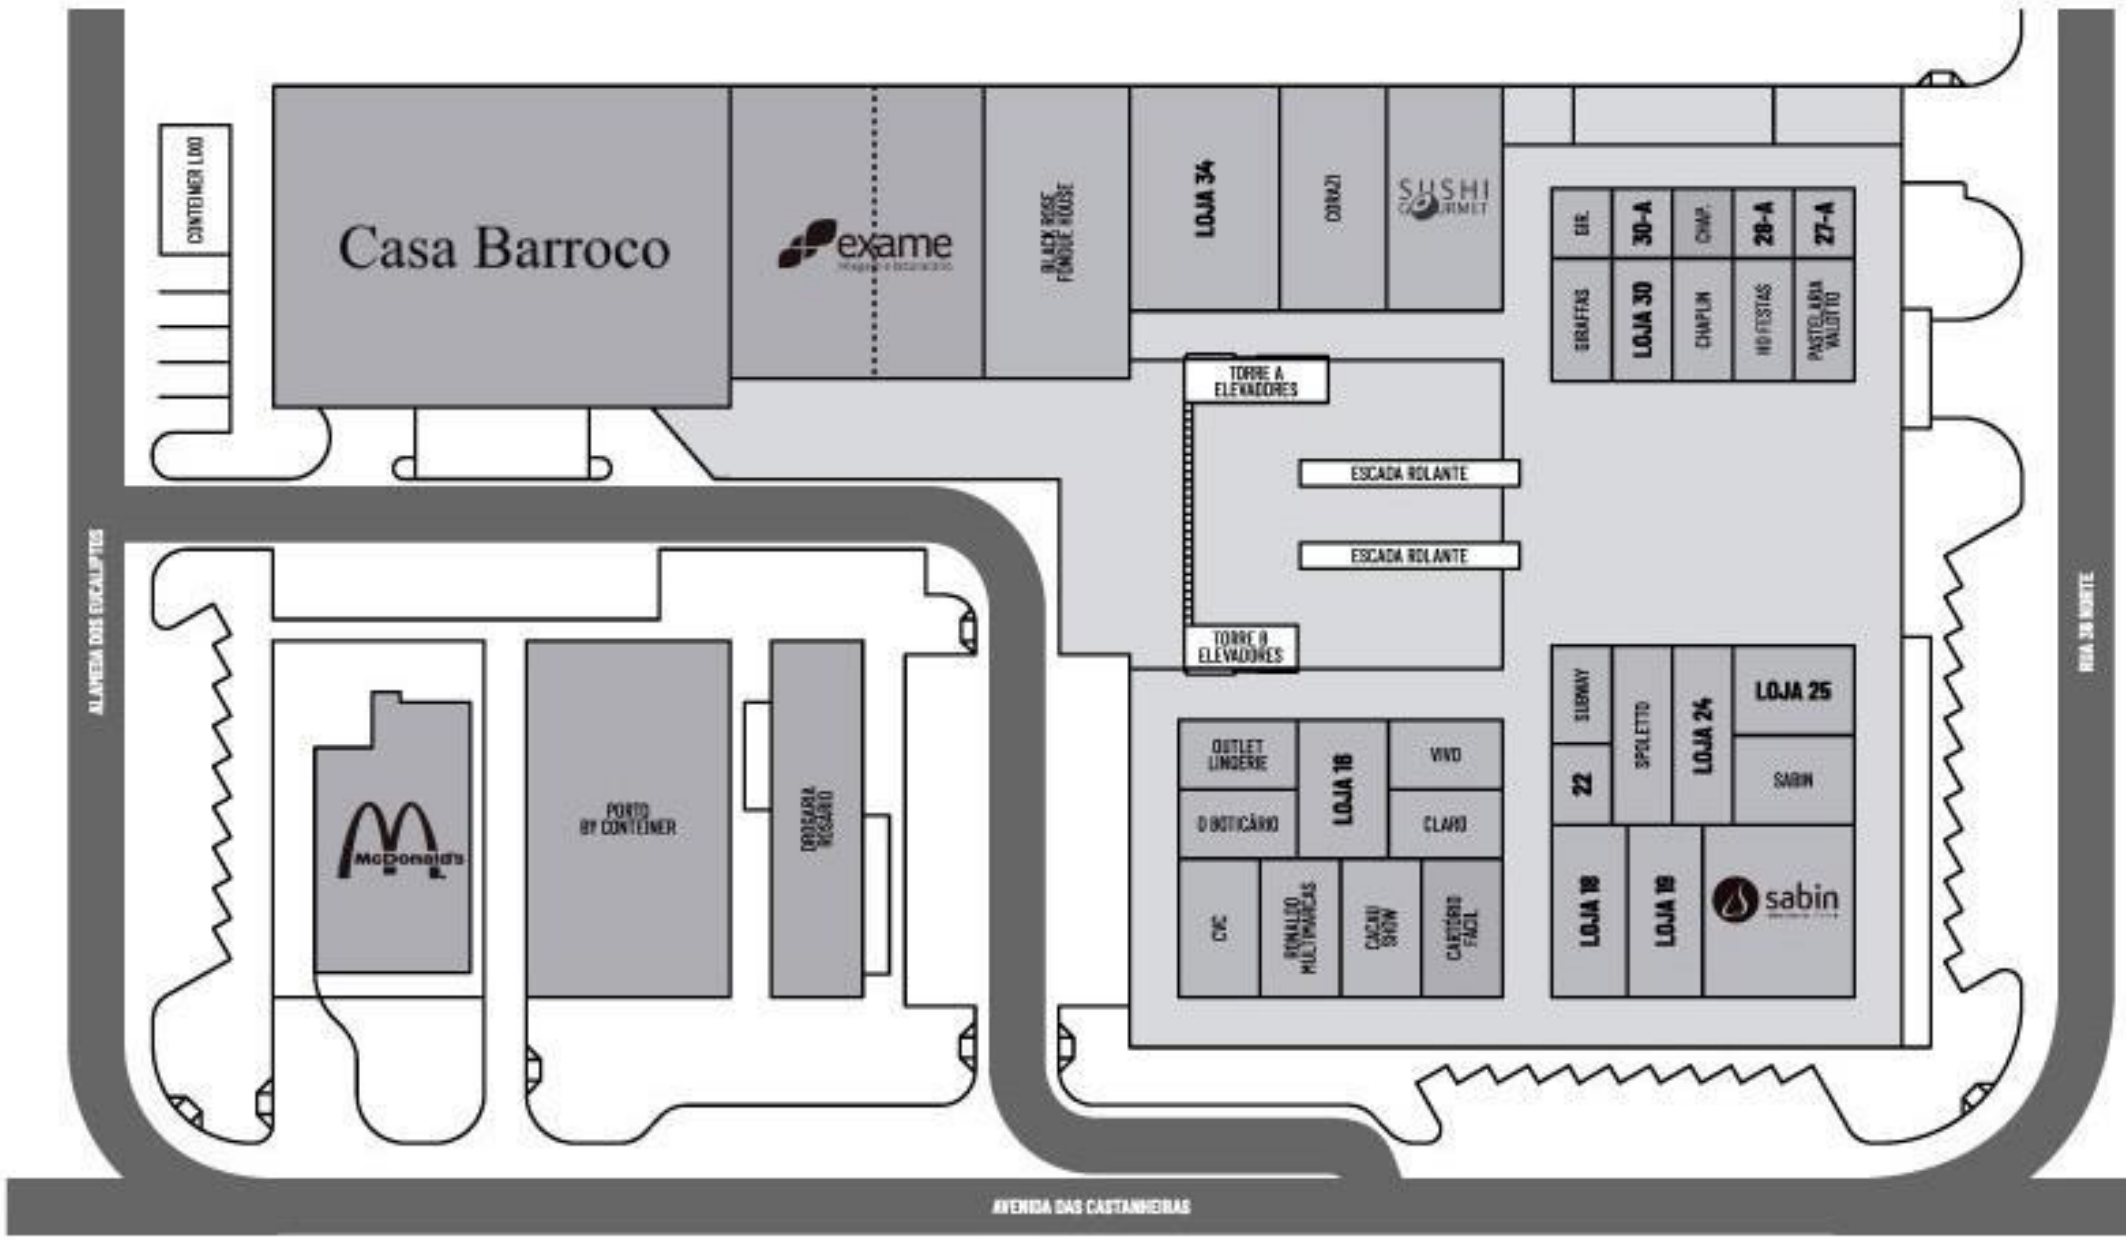 CONTEINER LIXO
Casa Barroco
exame
BLACK ROSE
FONDUE HOUSE
LOJA 34
CORAZI
SUSHI
GOURMET
GIR.
30-A
CHAP.
28-A
27-A
GIRAFFAS
LOJA 30
CHAPLIN
HD FESTAS
PASTELARIA
VALOTTO
TORRE A
ELEVADORES
ESCADA ROLANTE
ESCADA ROLANTE
TORRE B
ELEVADORES
ALAMEDA DOS EUCALIPTOS
RUA 36 NORTE
McDonald's
PORTO
BY CONTEINER
DROGARIA
ROSÁRIO
OUTLET
LINGERIE
LOJA 16
VIVO
O BOTICÁRIO
CLARO
CVC
RONALDO
MULTIMARCAS
CACAU
SHOW
CARTÓRIO
FÁCIL
SUBWAY
SPOLETTO
LOJA 24
LOJA 25
22
SABIN
LOJA 18
LOJA 19
sabin
AVENIDA DAS CASTANHEIRAS